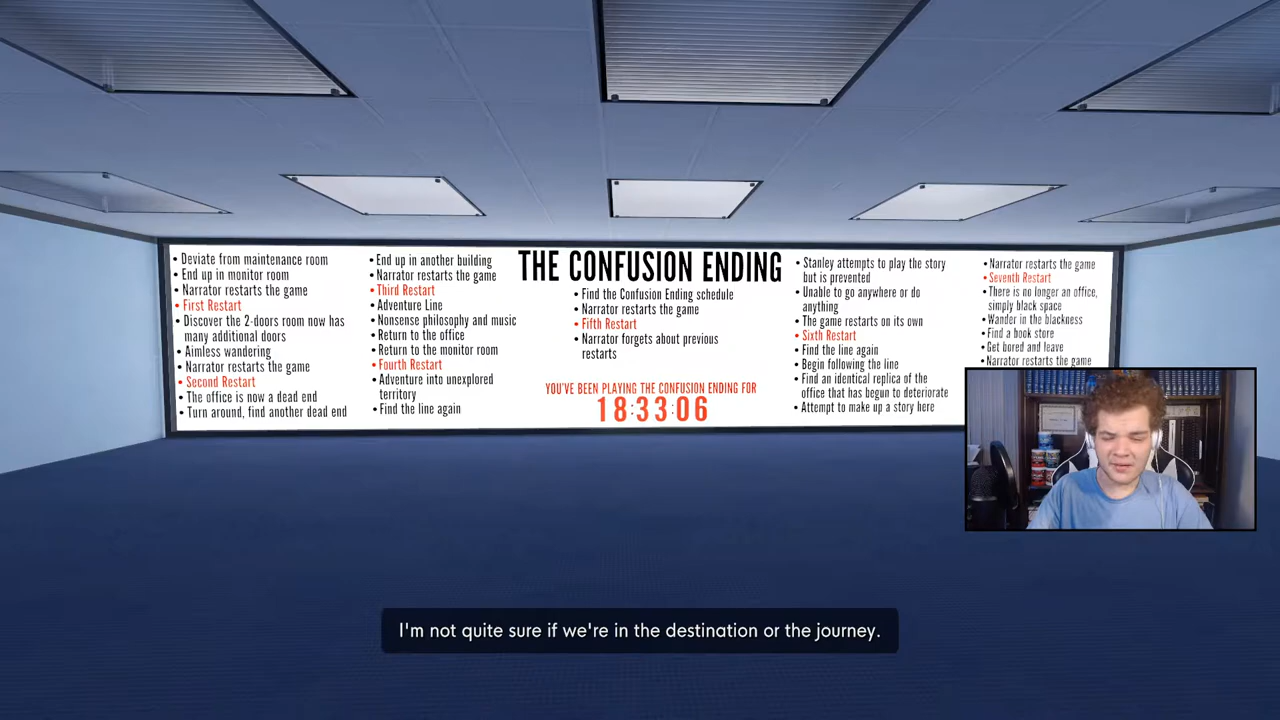 • Deviate from maintenance room
• End up in monitor room
• Narrator restarts the game
• First Restart
• Discover the 2-doors room now has
many additional doors
• Aimless wandering
• Narrator restarts the game
• Second Restart
• The office is now a dead end
• Turn around, find another dead end
• End up in another building
• Narrator restarts the game
• Third Restart
• Adventure Line
• Nonsense philosophy and music
• Return to the office
• Return to the monitor room
• Fourth Restart
• Adventure into unexplored
territory
• Find the line again
THE CONFUSION ENDING
• Find the Confusion Ending schedule
• Narrator restarts the game
• Fifth Restart
• Narrator forgets about previous
restarts
YOU'VE BEEN PLAYING THE CONFUSION ENDING FOR
18:33:06
• Stanley attempts to play the story
but is prevented
• Unable to go anywhere or do
anything
• The game restarts on its own
• Sixth Restart
• Find the line again
• Begin following the line
• Find an identical replica of the
office that has begun to deteriorate
• Attempt to make up a story here
• Narrator restarts the game
• Seventh Restart
• There is no longer an office,
simply black space
• Wander in the blackness
• Find a book store
• Get bored and leave
• Narrator restarts the game
I'm not quite sure if we're in the destination or the journey.